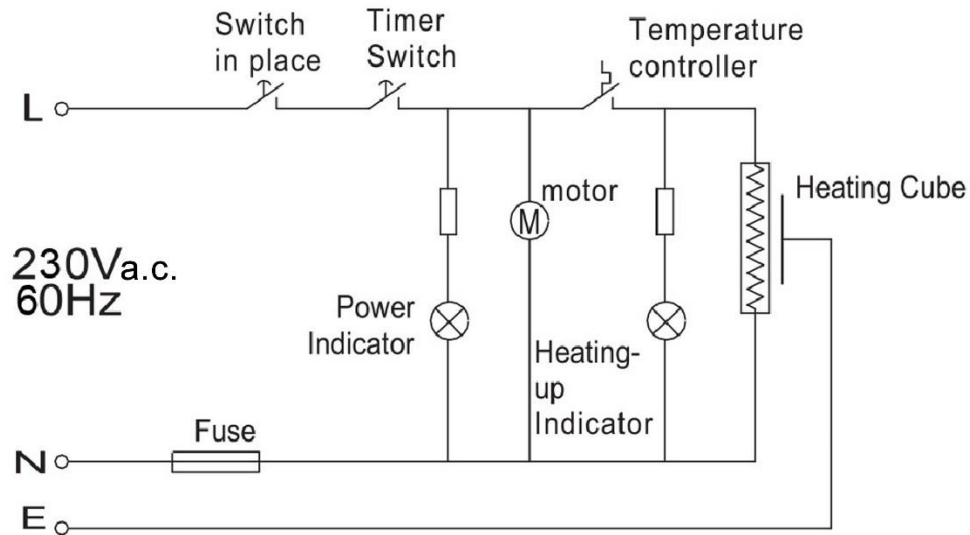 Switch
in place
Timer
Switch
Temperature
controller
L
motor
M
Heating Cube
230Va.c.
60Hz
Power
Indicator
Heating-
up
Indicator
Fuse
N
E